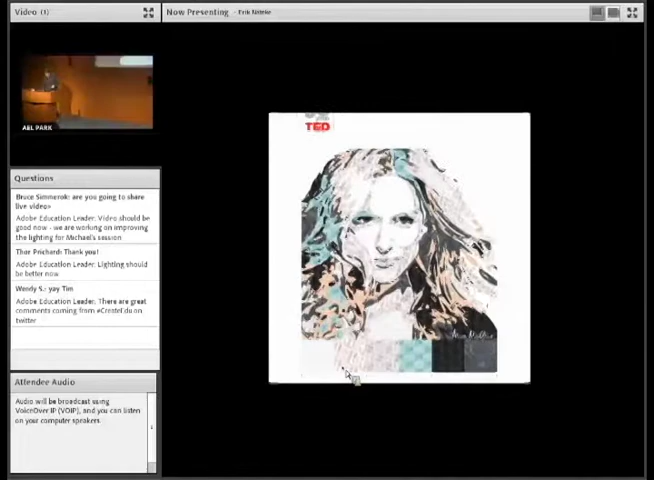 Video (1)
Now Presenting - Erik Natzke
AEL PARK
TED
Questions
Bruce Simmerok: are you going to share
live video>
Adobe Education Leader: Video should be
good now - we are working on improving
the lighting for Michael's session
Thor Prichard: Thank you!
Adobe Education Leader: Lighting should
be better now
Wendy S.: yay Tim
Adobe Education Leader: There are great
comments coming from #CreateEdu on
twitter
Attendee Audio
Audio will be broadcast using
VoiceOver IP (VOIP), and you can listen
on your computer speakers.